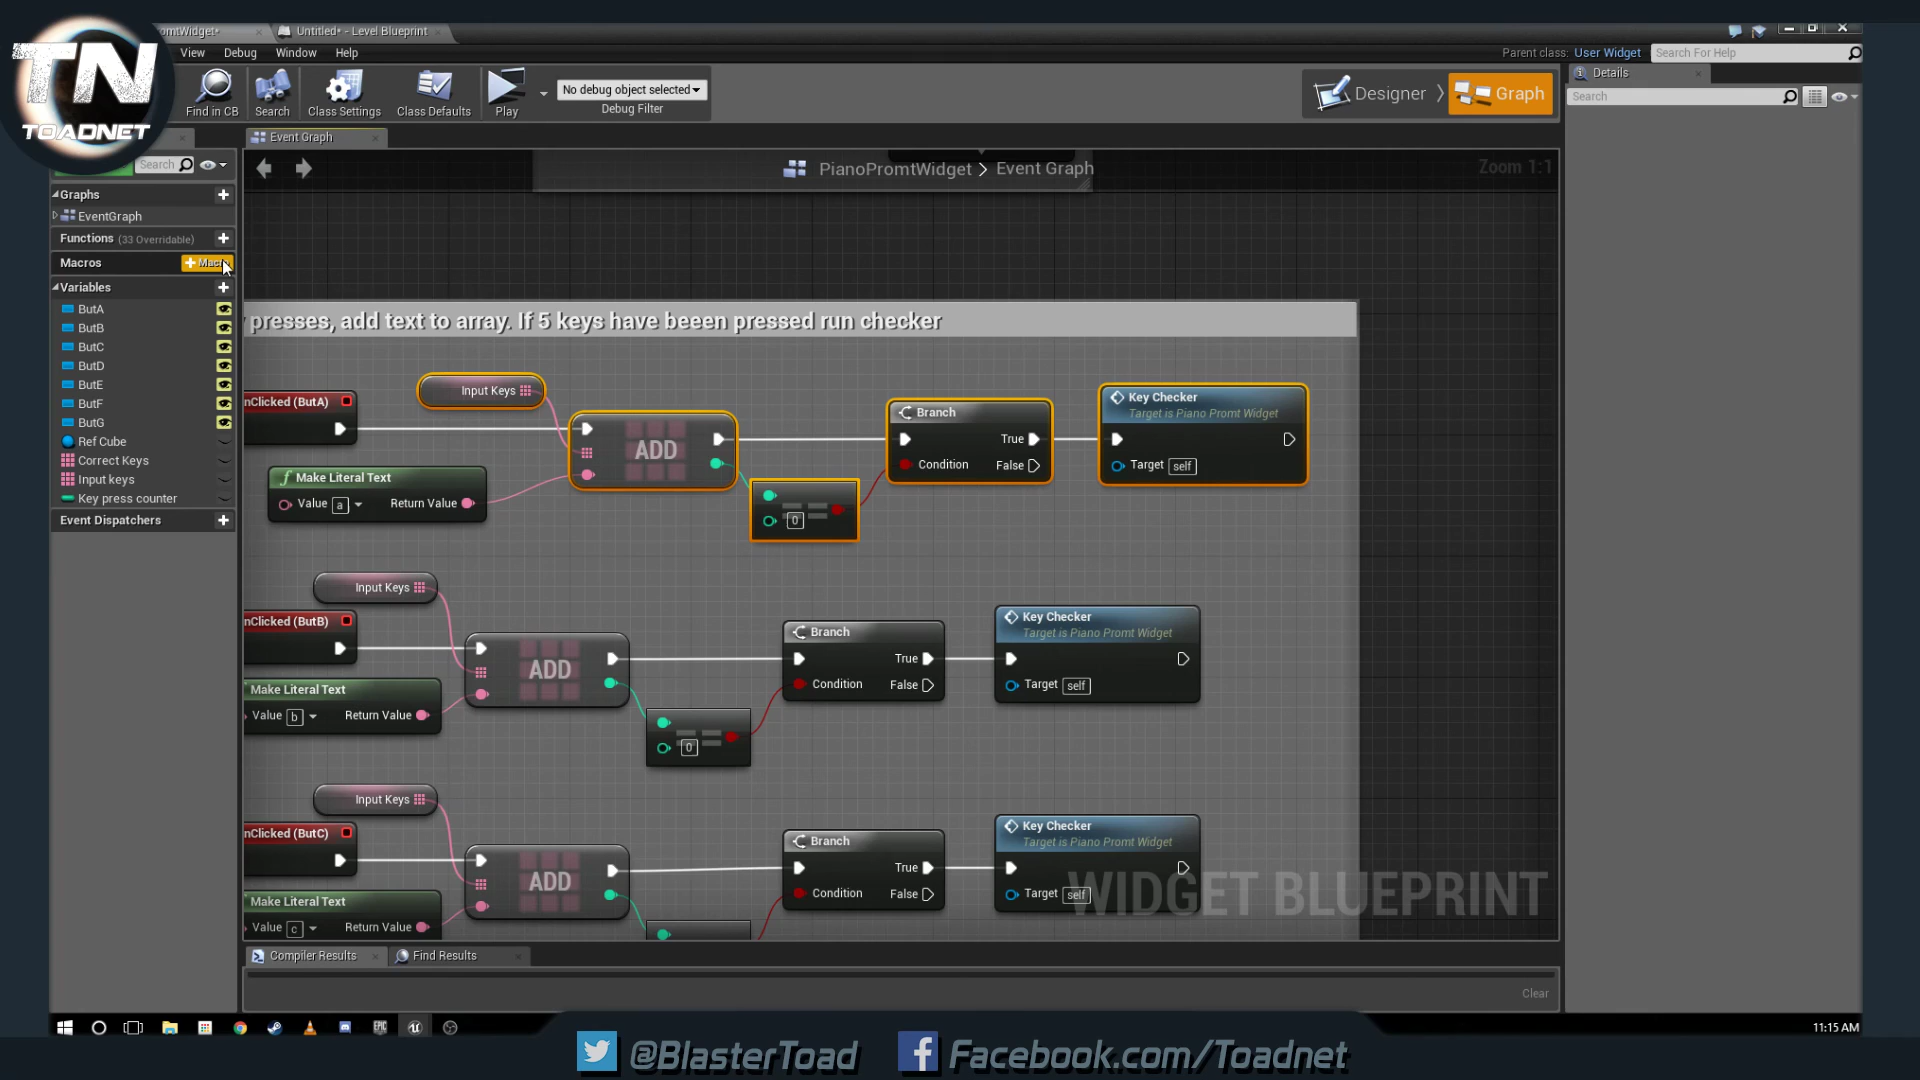 omtWidget*
Untitled* - Level Blueprint
View
Debug
Window
Help
Parent class: User Widget
Search For Help
TN
TOADNET
Find in CB
Search
Class Settings
Class Defaults
Play
No debug object selected
Debug Filter
Designer
Graph
Details
Search
Search
Event Graph
PianoPromtWidget > Event Graph
Zoom 1:1
Graphs
EventGraph
Functions (33 Overridable)
Macros
Variables
ButA
ButB
ButC
ButD
ButE
ButF
ButG
Ref Cube
Correct Keys
Input keys
Key press counter
Event Dispatchers
presses, add text to array. If 5 keys have beeen pressed run checker
nClicked (ButA)
Input Keys
ADD
Make Literal Text
Value a
Return Value
0
Branch
True
Condition
False
Key Checker
Target is Piano Promt Widget
Target self
Input Keys
nClicked (ButB)
ADD
Make Literal Text
Value b
Return Value
0
Branch
True
Condition
False
Key Checker
Target is Piano Promt Widget
Target self
Input Keys
nClicked (ButC)
ADD
Make Literal Text
Value c
Return Value
Branch
True
Condition
False
Key Checker
Target is Piano Promt Widget
Target self
WIDGET BLUEPRINT
Compiler Results
Find Results
Clear
EPIC
11:15 AM
@BlasterToad
Facebook.com/Toadnet